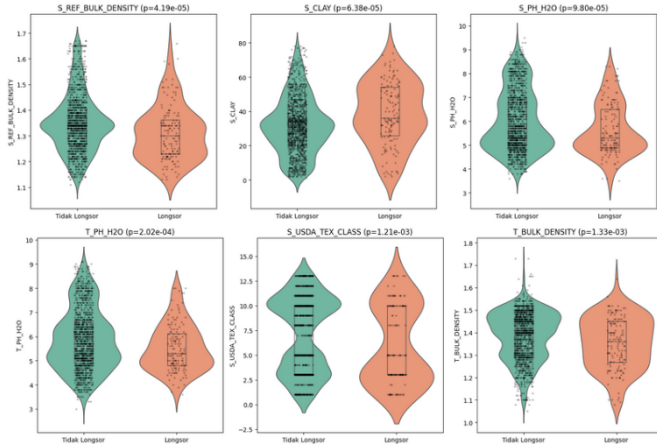 S_REF_BULK_DENSITY (p=4.19e-05)
S_REF_BULK_DENSITY
1.7
1.6
1.5
1.4
1.3
1.2
1.1
Tidak Longsor
Longsor
S_CLAY (p=6.38e-05)
S_CLAY
80
60
40
20
0
Tidak Longsor
Longsor
S_PH_H2O (p=9.80e-05)
S_PH_H2O
10
9
8
7
6
5
4
3
Tidak Longsor
Longsor
T_PH_H2O (p=2.02e-04)
T_PH_H2O
10
9
8
7
6
5
4
3
Tidak Longsor
Longsor
S_USDA_TEX_CLASS (p=1.21e-03)
S_USDA_TEX_CLASS
15.0
12.5
10.0
7.5
5.0
2.5
0.0
−2.5
Tidak Longsor
Longsor
T_BULK_DENSITY (p=1.33e-03)
T_BULK_DENSITY
1.8
1.7
1.6
1.5
1.4
1.3
1.2
1.1
1.0
Tidak Longsor
Longsor